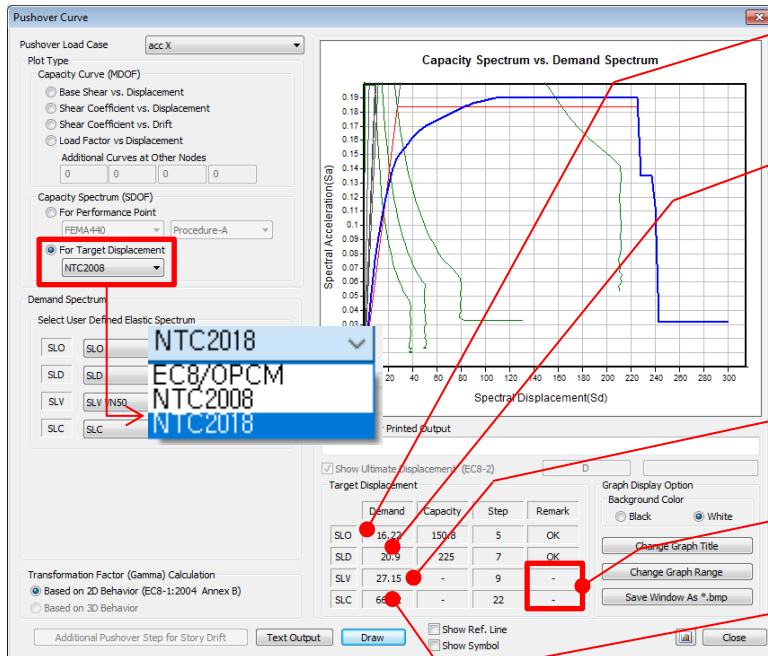 Pushover Curve
Pushover Load Case
acc X
Plot Type
Capacity Curve (MDOF)
Base Shear vs. Displacement
Shear Coefficient vs. Displacement
Shear Coefficient vs. Drift
Load Factor vs Displacement
Additional Curves at Other Nodes
0 0 0 0
Capacity Spectrum (SDOF)
For Performance Point
FEMA440 Procedure-A
For Target Displacement
NTC2008
Demand Spectrum
Select User Defined Elastic Spectrum
SLO SLO
SLD SLD
SLV SLV VN50
SLC SLC
NTC2018
EC8/OPCM
NTC2008
NTC2018
Transformation Factor (Gamma) Calculation
Based on 2D Behavior (EC8-1:2004 Annex B)
Based on 3D Behavior
Capacity Spectrum vs. Demand Spectrum
Spectral Acceleration(Sa)
0.19
0.18
0.17
0.16
0.15
0.14
0.13
0.12
0.11
0.1
0.09
0.08
0.07
0.06
0.05
0.04
0.03
20 40 60 80 100 120 140 160 180 200 220 240 260 280 300
Spectral Displacement(Sd)
Printed Output
Show Ultimate Displacement (EC8-2) D
Target Displacement
Demand Capacity Step Remark
SLO 16.22 150.8 5 OK
SLD 20.9 225 7 OK
SLV 27.15 - 9 -
SLC - 22 -
Graph Display Option
Background Color
Black White
Change Graph Title
Change Graph Range
Save Window As *.bmp
Additional Pushover Step for Story Drift
Text Output
Draw
Show Ref. Line
Show Symbol
Close